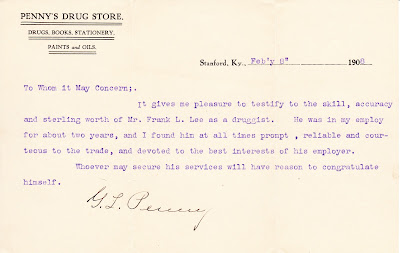 PENNY'S DRUG STORE.
DRUGS, BOOKS, STATIONERY,
PAINTS and OILS.
Stanford, Ky., Feb'y 8" 1908
To Whom it May Concern;.
It gives me pleasure to testify to the skill, accuracy
and sterling worth of Mr. Frank L. Lee as a druggist. He was in my employ
for about two years, and I found him at all times prompt , reliable and cour-
teous to the trade, and devoted to the best interests of his employer.
Whoever may secure his services will have reason to congratulate
himself.
G. L. Penny